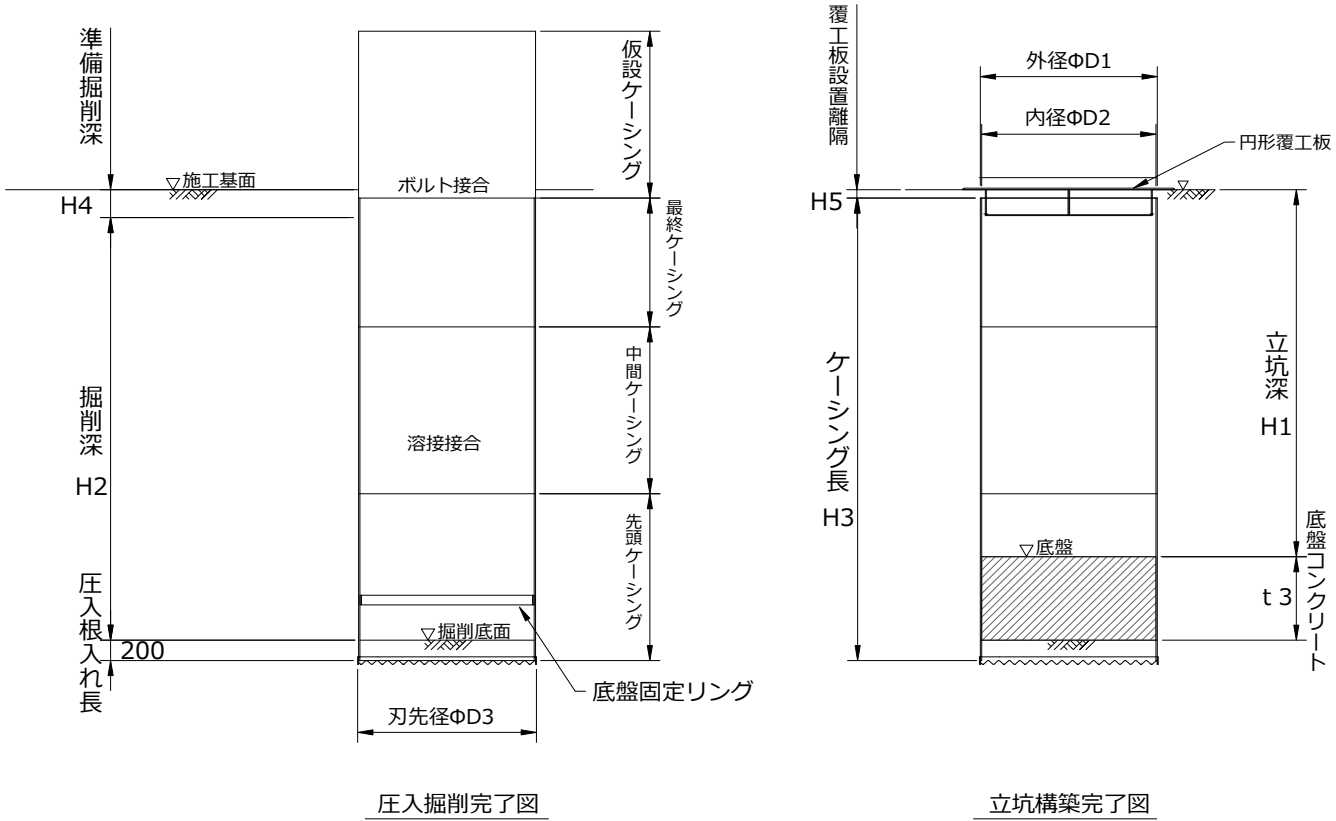 準備掘削深
仮設ケーシング
施工基面
ボルト接合
H4
最終ケーシング
中間ケーシング
掘削深
H2
溶接接合
先頭ケーシング
圧入根入れ長
200
掘削底面
底盤固定リング
刃先径ΦD3
圧入掘削完了図
覆工板設置離隔
外径ΦD1
内径ΦD2
円形覆工板
H5
ケーシング長
H3
立坑深
H1
底盤
t 3
底盤コンクリート
立坑構築完了図